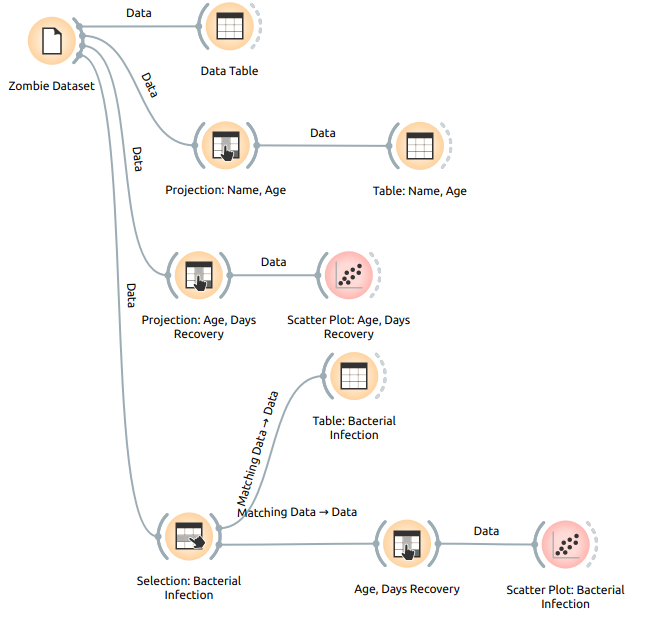 Data
Zombie Dataset
Data Table
Data
Data
Projection: Name, Age
Table: Name, Age
Data
Data
Projection: Age, Days
Recovery
Scatter Plot: Age, Days
Recovery
Data
Matching Data → Data
Table: Bacterial
Infection
Matching Data → Data
Selection: Bacterial
Infection
Age, Days Recovery
Data
Scatter Plot: Bacterial
Infection